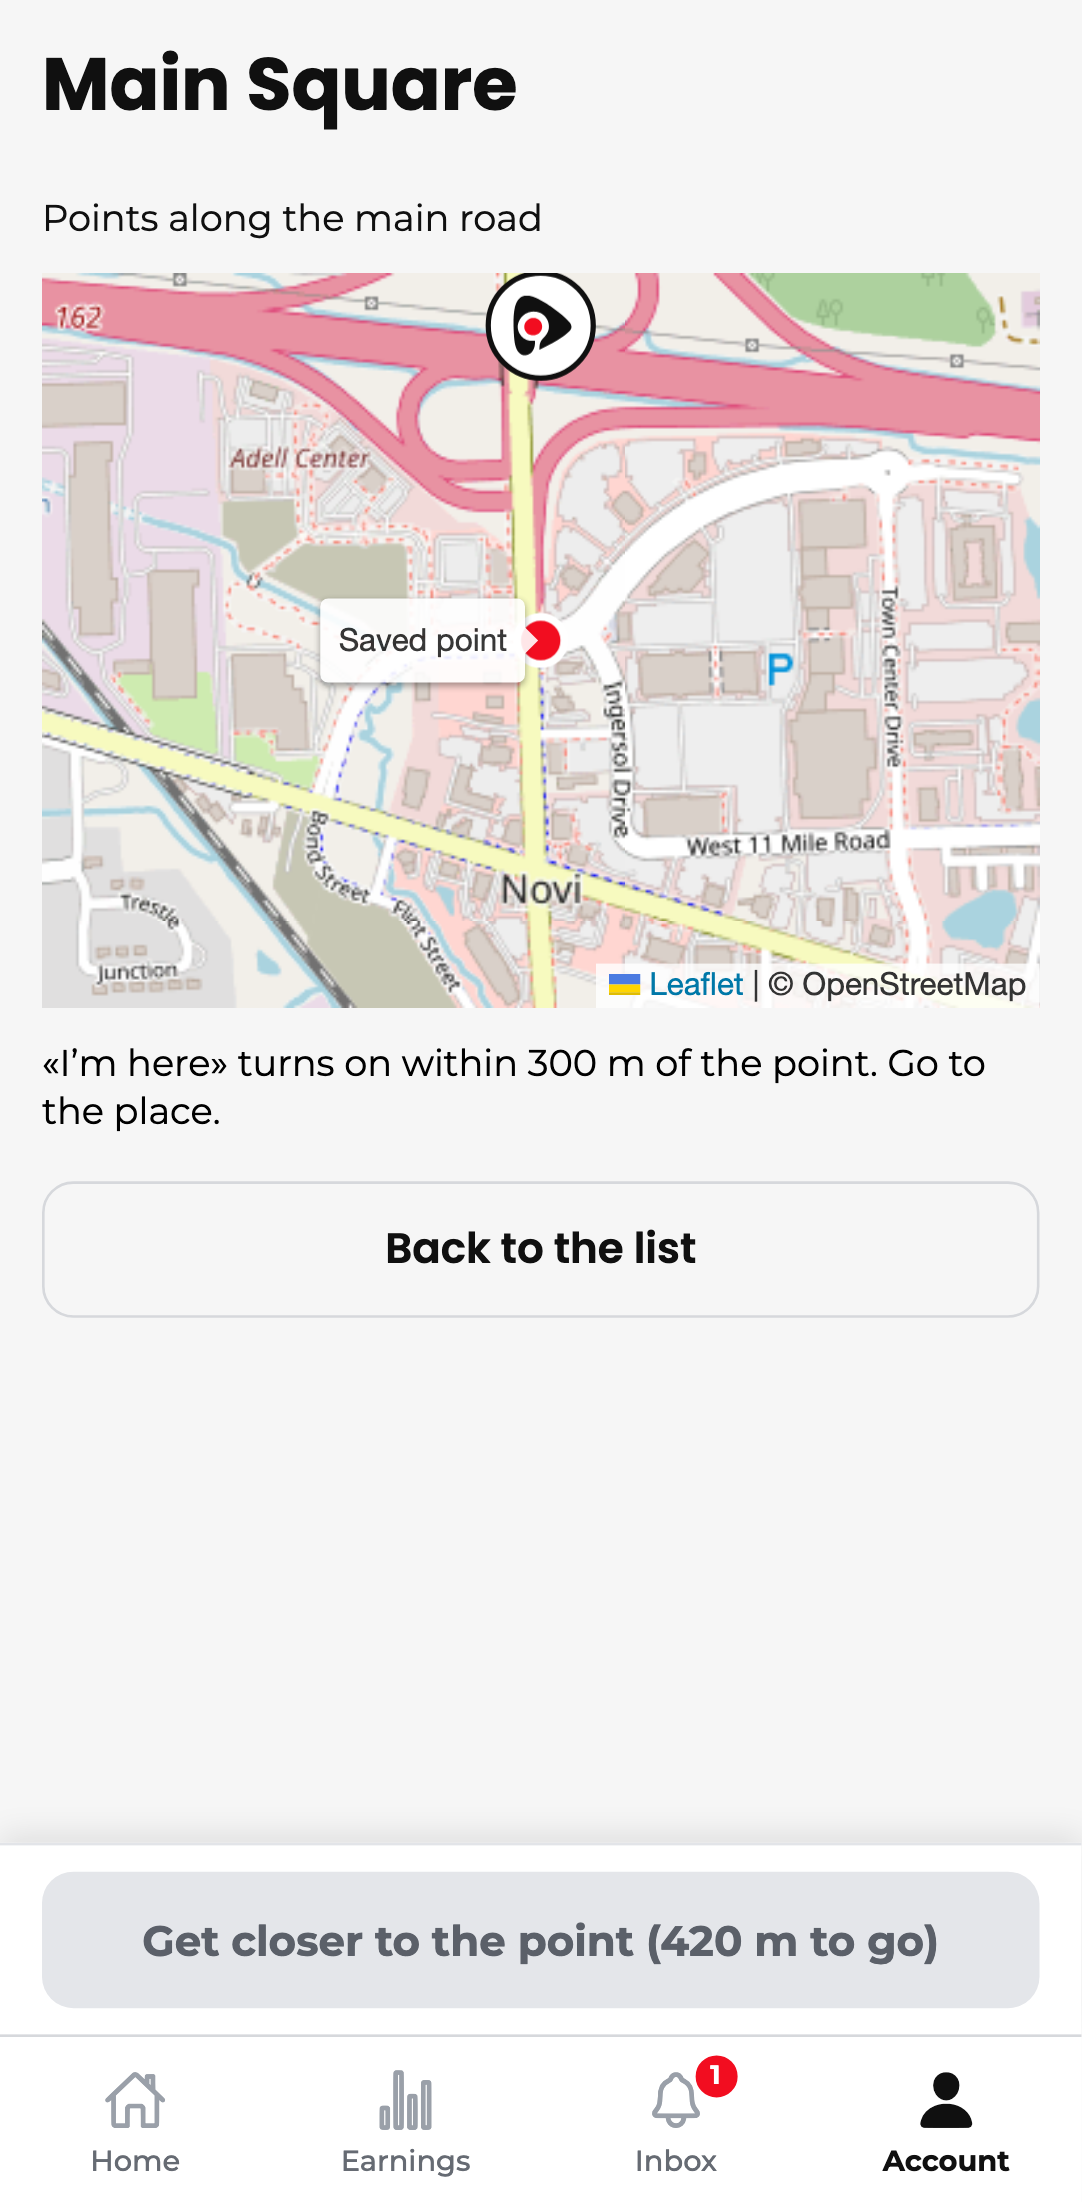 Main Square
Points along the main road
162
Adell Center
Saved point
P
Town Center Drive
Ingersol Drive
West 11 Mile Road
Bond Street
Novi
Flint Street
Trestle
Junction
Leaflet | © OpenStreetMap
«I’m here» turns on within 300 m of the point. Go to
the place.
Back to the list
Get closer to the point (420 m to go)
1
Home
Earnings
Inbox
Account